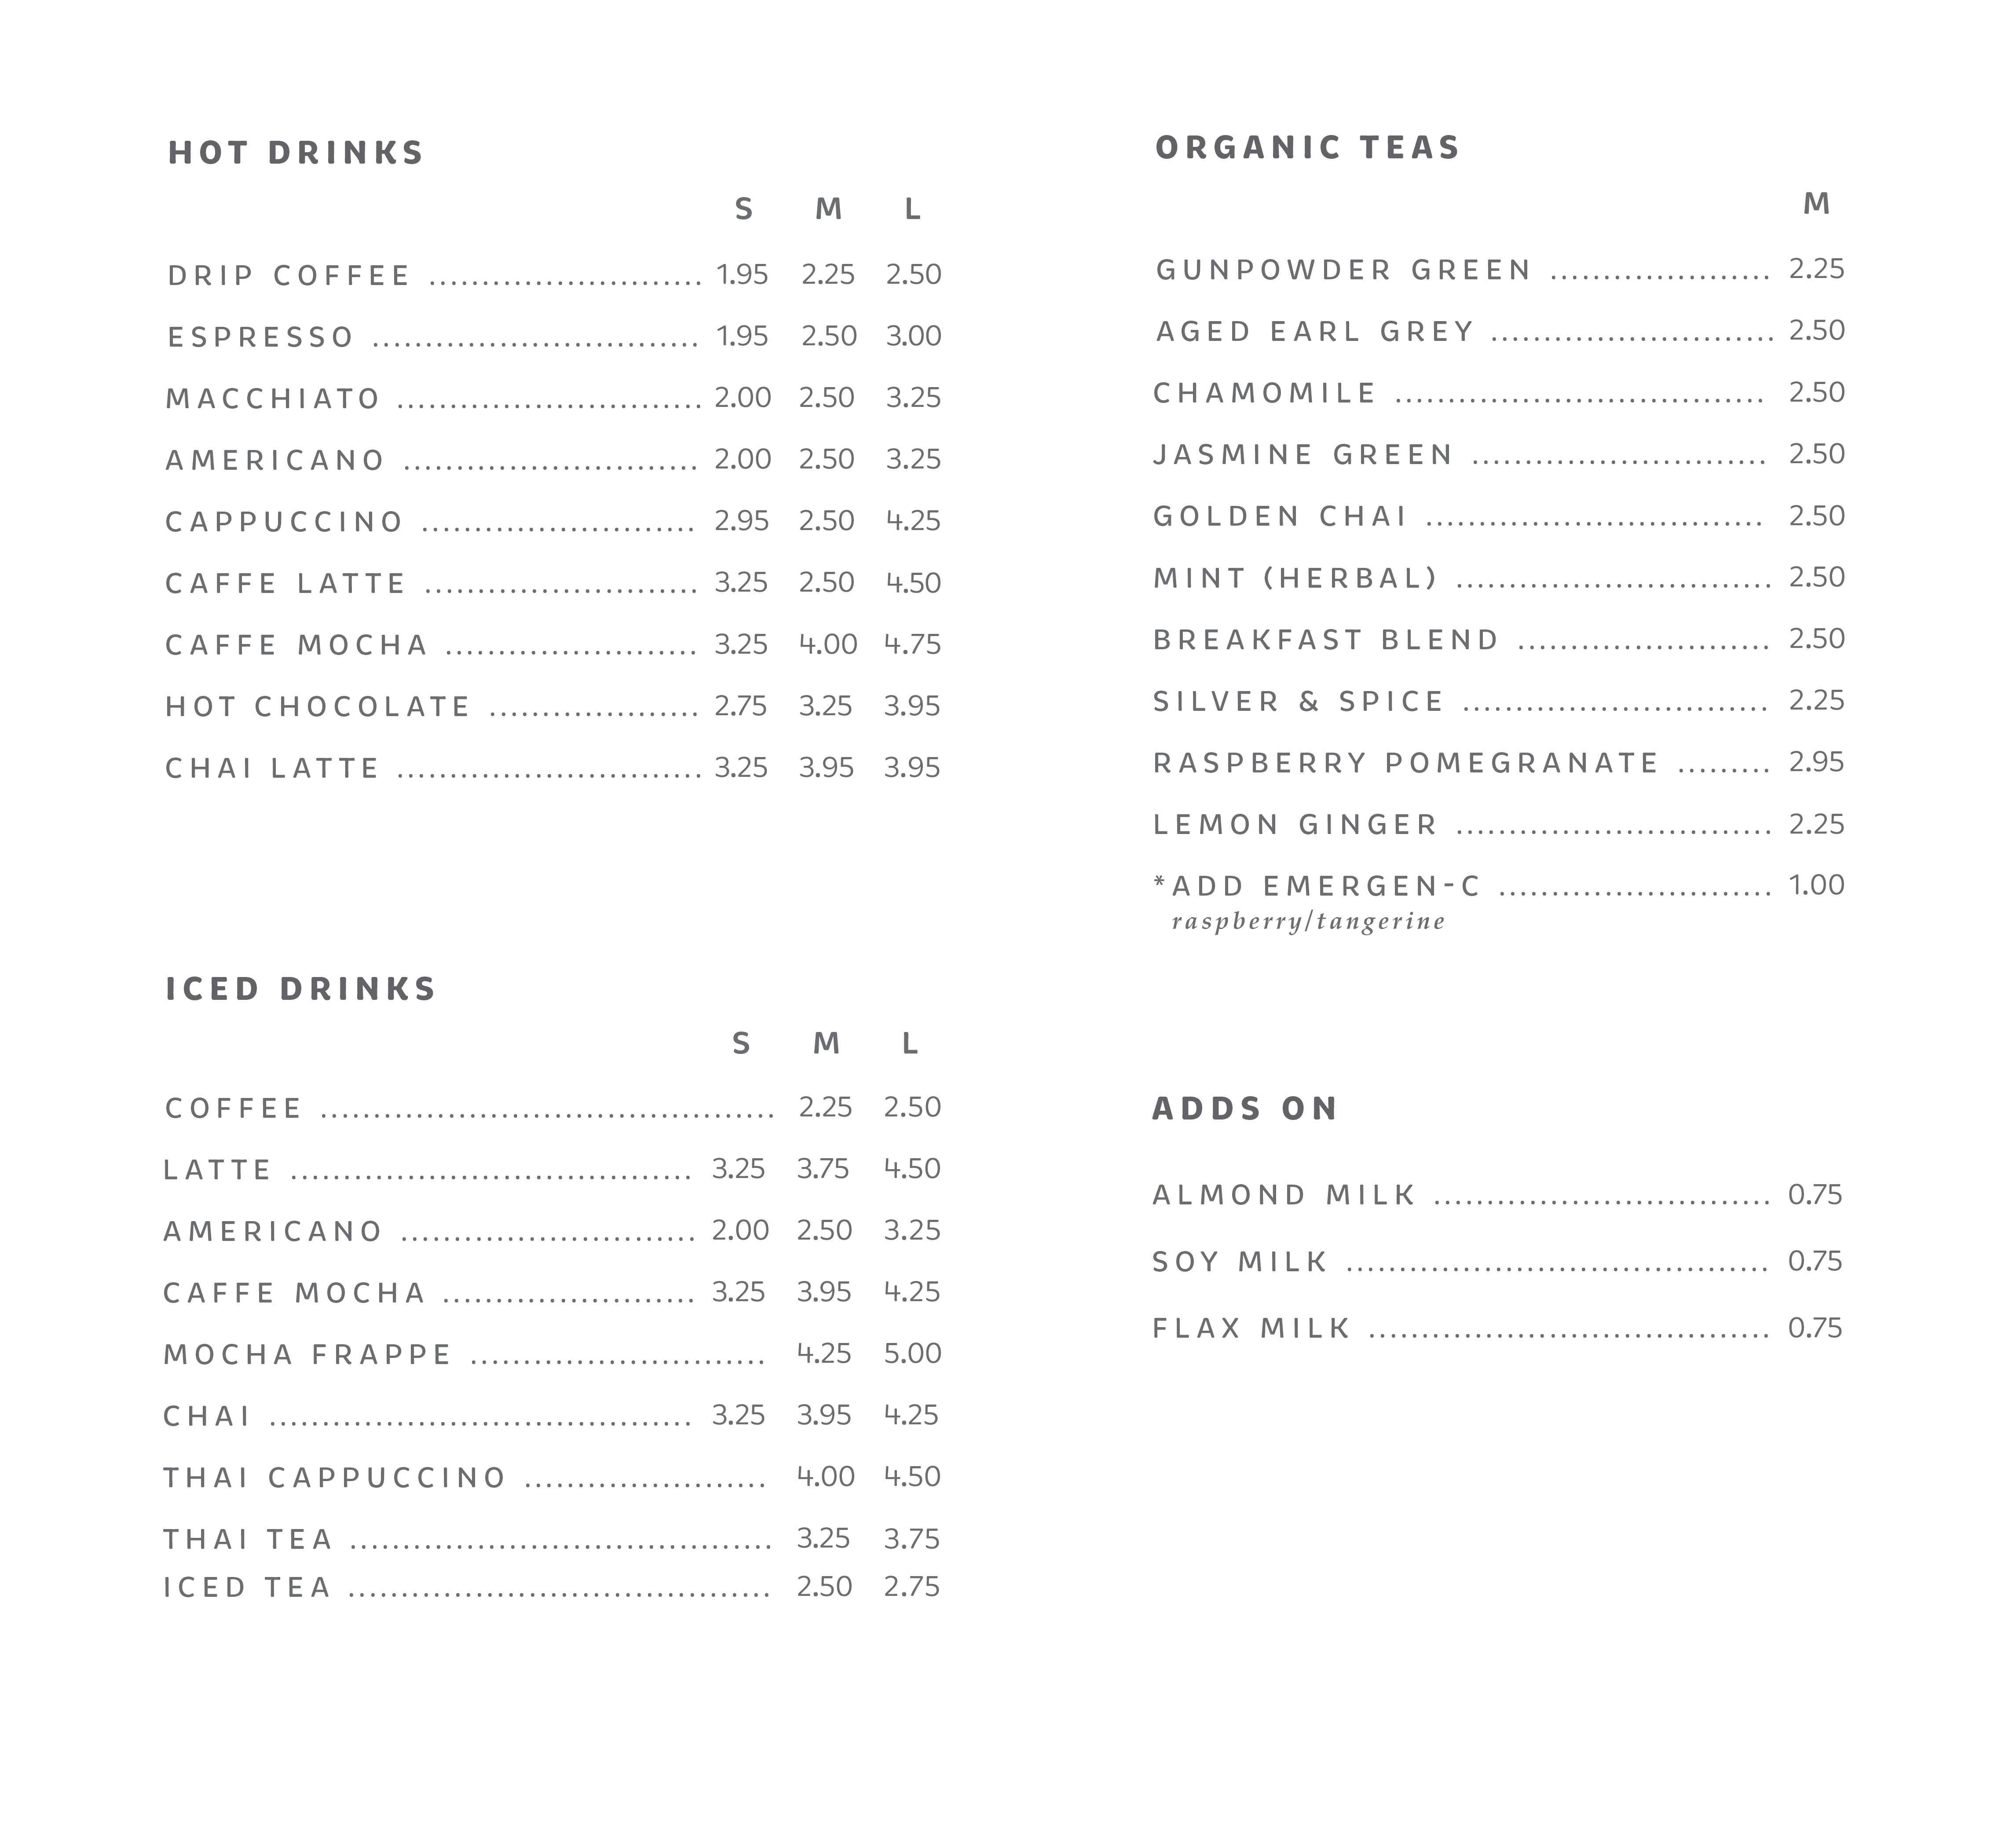 HOT DRINKS
S M L
DRIP COFFEE ........................ 1.95 2.25 2.50
ESPRESSO ............................. 1.95 2.50 3.00
MACCHIATO ........................... 2.00 2.50 3.25
AMERICANO .......................... 2.00 2.50 3.25
CAPPUCCINO ........................ 2.95 2.50 4.25
CAFFE LATTE ........................ 3.25 2.50 4.50
CAFFE MOCHA ...................... 3.25 4.00 4.75
HOT CHOCOLATE .................. 2.75 3.25 3.95
CHAI LATTE ........................... 3.25 3.95 3.95
ICED DRINKS
S M L
COFFEE ........................................ 2.25 2.50
LATTE ................................... 3.25 3.75 4.50
AMERICANO .......................... 2.00 2.50 3.25
CAFFE MOCHA ...................... 3.25 3.95 4.25
MOCHA FRAPPE .......................... 4.25 5.00
CHAI ..................................... 3.25 3.95 4.25
THAI CAPPUCCINO ..................... 4.00 4.50
THAI TEA ..................................... 3.25 3.75
ICED TEA ..................................... 2.50 2.75
ORGANIC TEAS
M
GUNPOWDER GREEN ................... 2.25
AGED EARL GREY ......................... 2.50
CHAMOMILE ................................ 2.50
JASMINE GREEN .......................... 2.50
GOLDEN CHAI .............................. 2.50
MINT (HERBAL) ............................ 2.50
BREAKFAST BLEND ...................... 2.50
SILVER & SPICE ........................... 2.25
RASPBERRY POMEGRANATE ......... 2.95
LEMON GINGER ............................ 2.25
*ADD EMERGEN-C ........................ 1.00
raspberry/tangerine
ADDS ON
ALMOND MILK .............................. 0.75
SOY MILK ..................................... 0.75
FLAX MILK ................................... 0.75